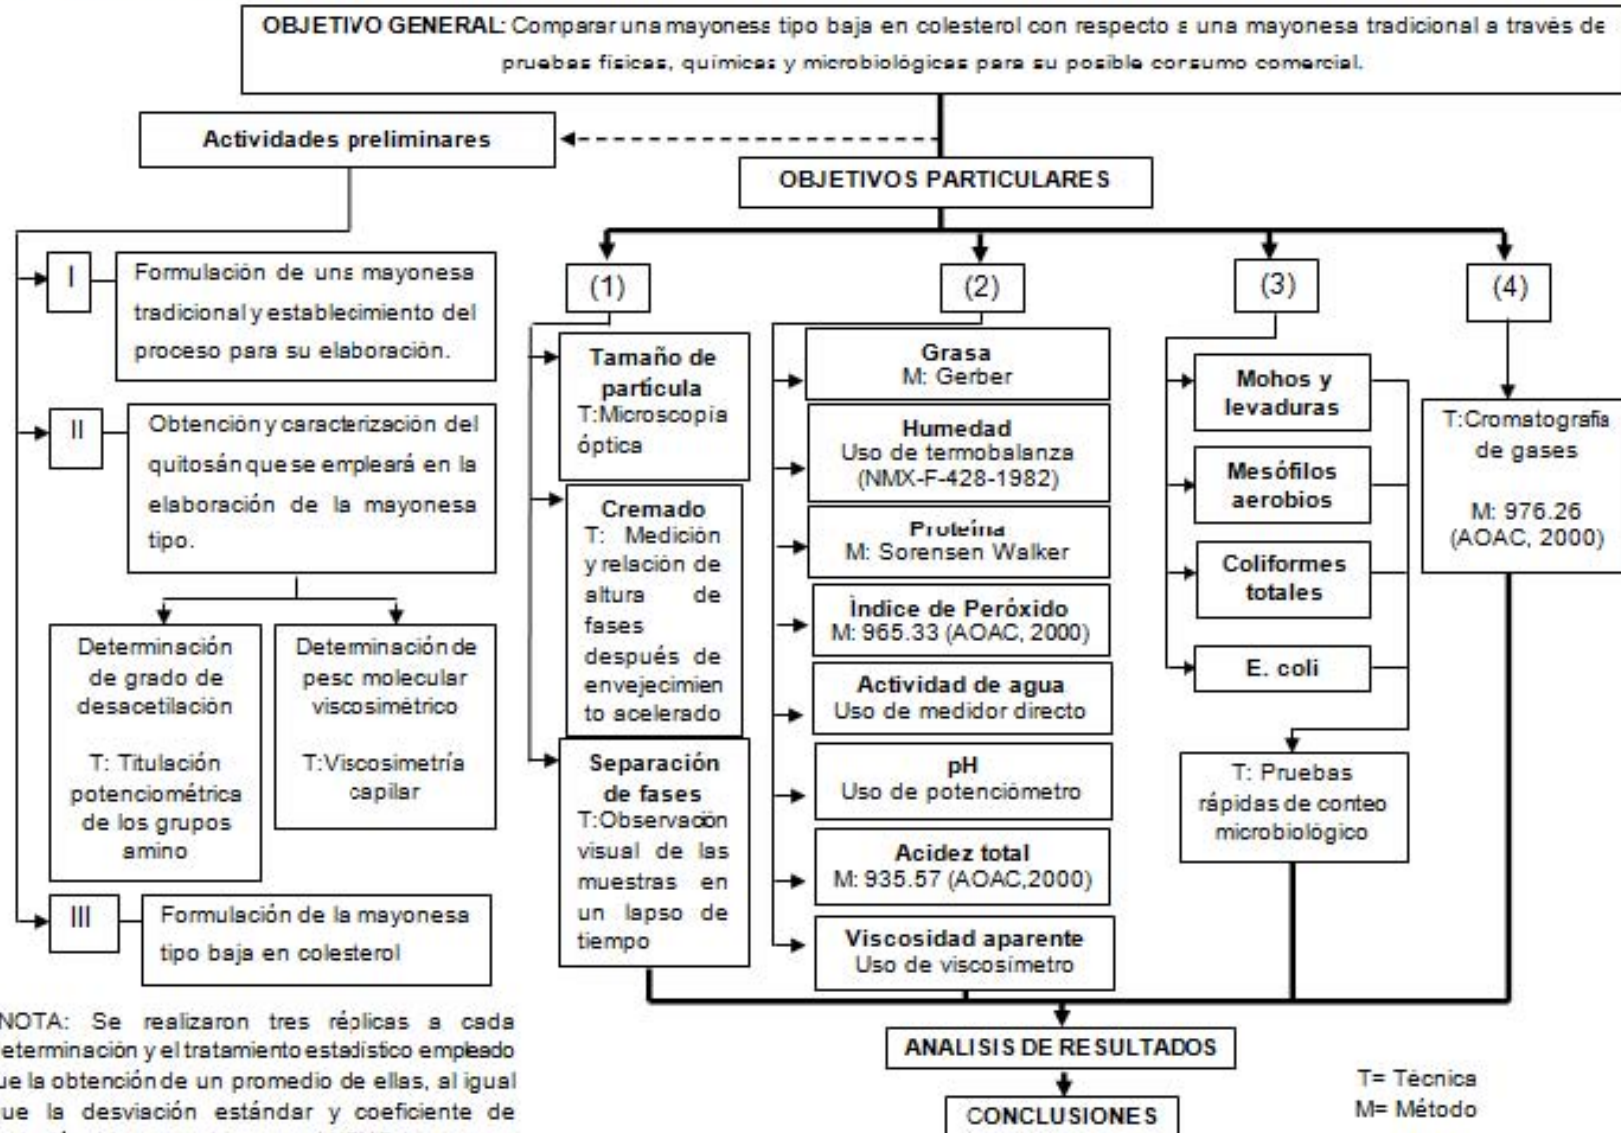 OBJETIVO GENERAL: Comparar una mayonesa tipo baja en colesterol con respecto a una mayonesa tradicional a través de
pruebas físicas, químicas y microbiológicas para su posible consumo comercial.
Actividades preliminares
OBJETIVOS PARTICULARES
I
Formulación de una mayonesa
tradicional y establecimiento del
proceso para su elaboración.
II
Obtención y caracterización del
quitosán que se empleará en la
elaboración de la mayonesa
tipo.
Determinación
de grado de
desacetilación
T: Titulación
potenciométrica
de los grupos
amino
Determinación de
peso molecular
viscosimétrico
T:Viscosimetría
capilar
III
Formulación de la mayonesa
tipo baja en colesterol
(1)
Tamaño de
partícula
T:Microscopía
óptica
Cremado
T: Medición
y relación de
altura de
fases
después de
envejecimien
to acelerado
Separación
de fases
T:Observación
visual de las
muestras en
un lapso de
tiempo
(2)
Grasa
M: Gerber
Humedad
Uso de termobalanza
(NMX-F-428-1982)
Proteína
M: Sorensen Walker
Índice de Peróxido
M: 965.33 (AOAC, 2000)
Actividad de agua
Uso de medidor directo
pH
Uso de potenciómetro
Acidez total
M: 935.57 (AOAC,2000)
Viscosidad aparente
Uso de viscosímetro
(3)
Mohos y
levaduras
Mesófilos
aerobios
Coliformes
totales
E. coli
T: Pruebas
rápidas de conteo
microbiológico
(4)
T:Cromatografía
de gases
M: 976.26
(AOAC, 2000)
ANALISIS DE RESULTADOS
CONCLUSIONES
NOTA: Se realizaron tres réplicas a cada
eterminación y el tratamiento estadístico empleado
ue la obtención de un promedio de ellas, al igual
ue la desviación estándar y coeficiente de
T= Técnica
M= Método